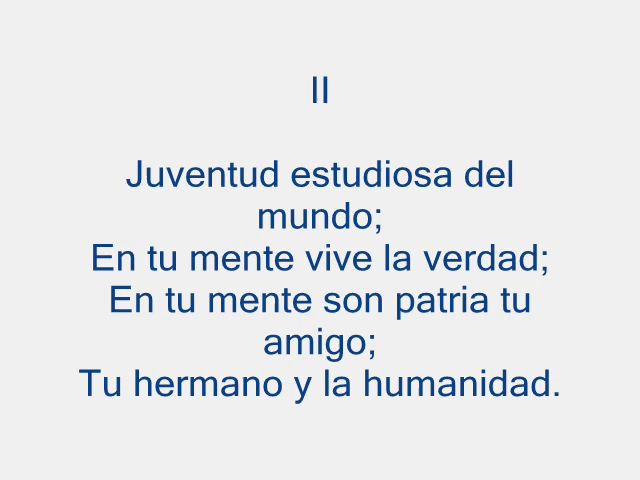 II
Juventud estudiosa del
mundo;
En tu mente vive la verdad;
En tu mente son patria tu
amigo;
Tu hermano y la humanidad.